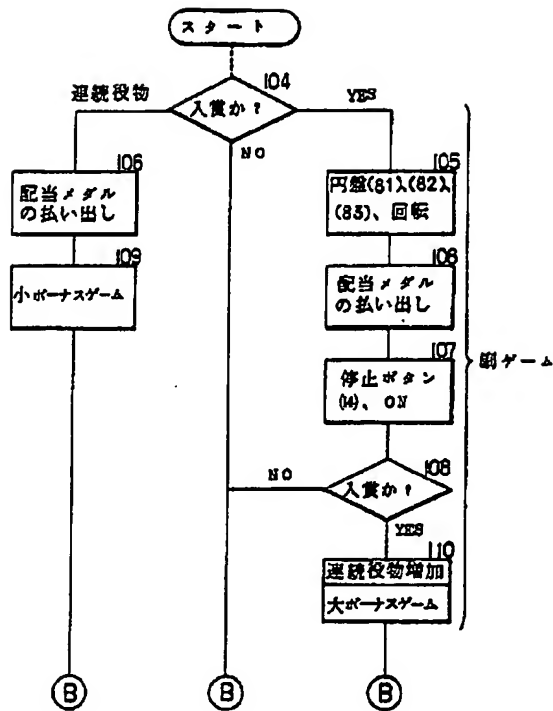 スタート
104
連続役物
入賞か?
YES
NO
106
配当メダル
の払い出し
105
円盤(81)、(82)、
(83)、回転
109
小ボーナスゲーム
106
配当メダル
の払い出し
107
停止ボタン
(14)、ON
副ゲーム
NO
108
入賞か?
YES
110
連続役物増加
大ボーナスゲーム
B
B
B